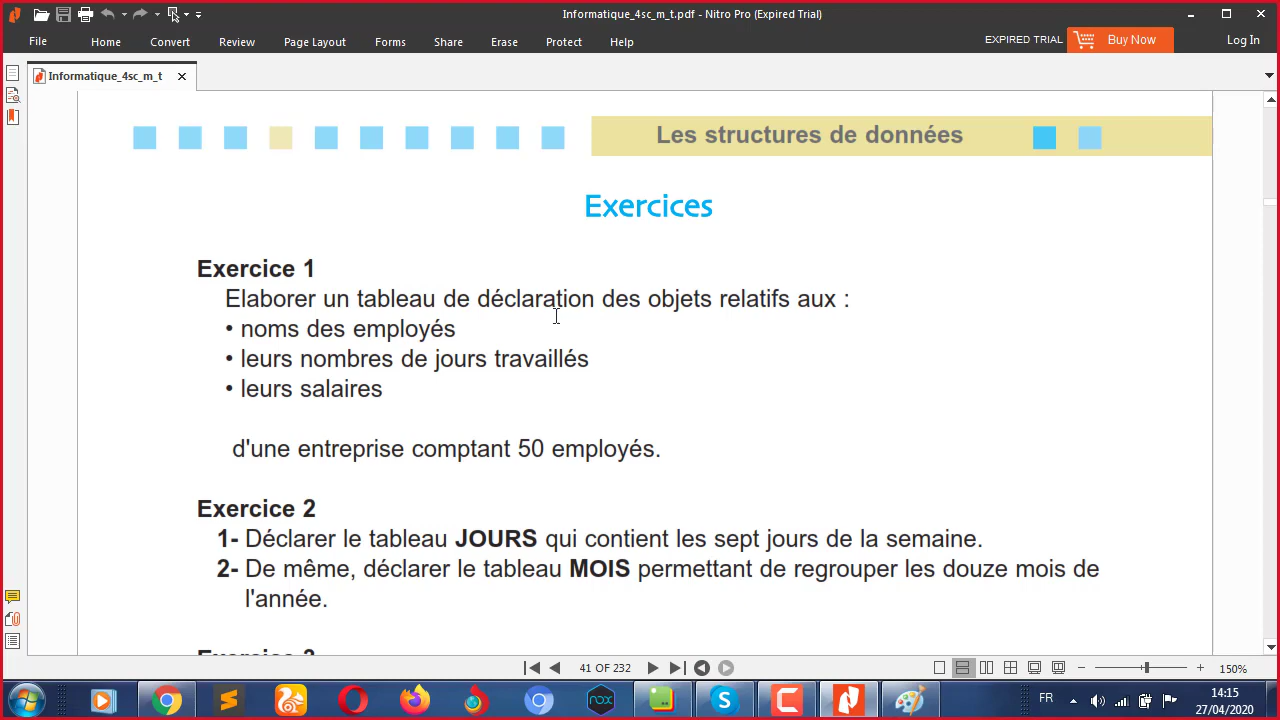 Informatique_4sc_m_t.pdf - Nitro Pro (Expired Trial)
File Home Convert Review Page Layout Forms Share Erase Protect Help EXPIRED TRIAL Buy Now Log In
Informatique_4sc_m_t
Les structures de données
Exercices
Exercice 1
Elaborer un tableau de déclaration des objets relatifs aux :
• noms des employés
• leurs nombres de jours travaillés
• leurs salaires
d'une entreprise comptant 50 employés.
Exercice 2
1- Déclarer le tableau JOURS qui contient les sept jours de la semaine.
2- De même, déclarer le tableau MOIS permettant de regrouper les douze mois de
l'année.
Exercice 3
41 OF 232 150%
FR 14:15
27/04/2020